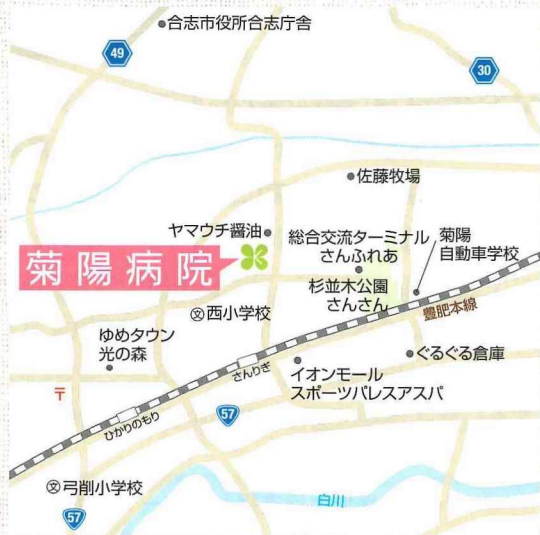 合志市役所合志庁舎
49
30
佐藤牧場
ヤマウチ醤油
総合交流ターミナル
さんふれあ
菊陽
自動車学校
菊陽病院
杉並木公園
さんさん
豊肥本線
文西小学校
ゆめタウン
光の森
さんりぎ
ぐるぐる倉庫
イオンモール
スポーツパレスアスパ
〒
57
ひかりのもり
文弓削小学校
白川
57